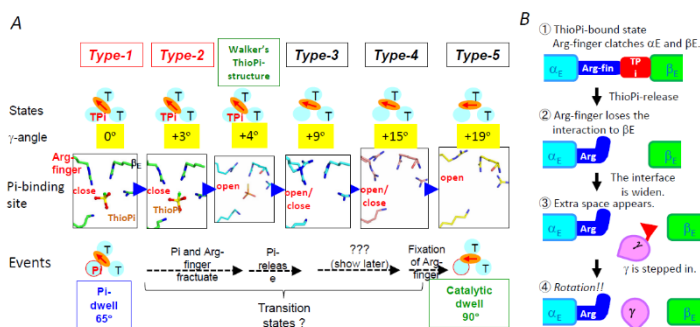 A
Type-1
Type-2
Walker's
ThioPi-
structure
Type-3
Type-4
Type-5
States
T
TPi
T
T
TPi
T
T
TPi
T
T
T
T
T
T
T
γ-angle
0°
+3°
+4°
+9°
+15°
+19°
Pi-binding
site
Arg-
finger
βE
close
ThioPi
close
ThioPi
open
open/
close
open/
close
open
Events
T
Pi
T
Pi-
dwell
65°
Pi and Arg-
finger
fractuate
Pi-
releas
e
???
(show later)
Fixation
of Arg-
finger
Transition
states ?
T
T
Catalytic
dwell
90°
B
① ThioPi-bound state
Arg-finger clatches αE and βE.
αE
Arg-fin
TP
i
βE
ThioPi-release
② Arg-finger loses the
interaction to βE
αE
Arg
βE
The interface
is widen.
③ Extra space appears.
αE
Arg
γ
βE
γ is stepped in.
④ Rotation!!
αE
Arg
γ
βE